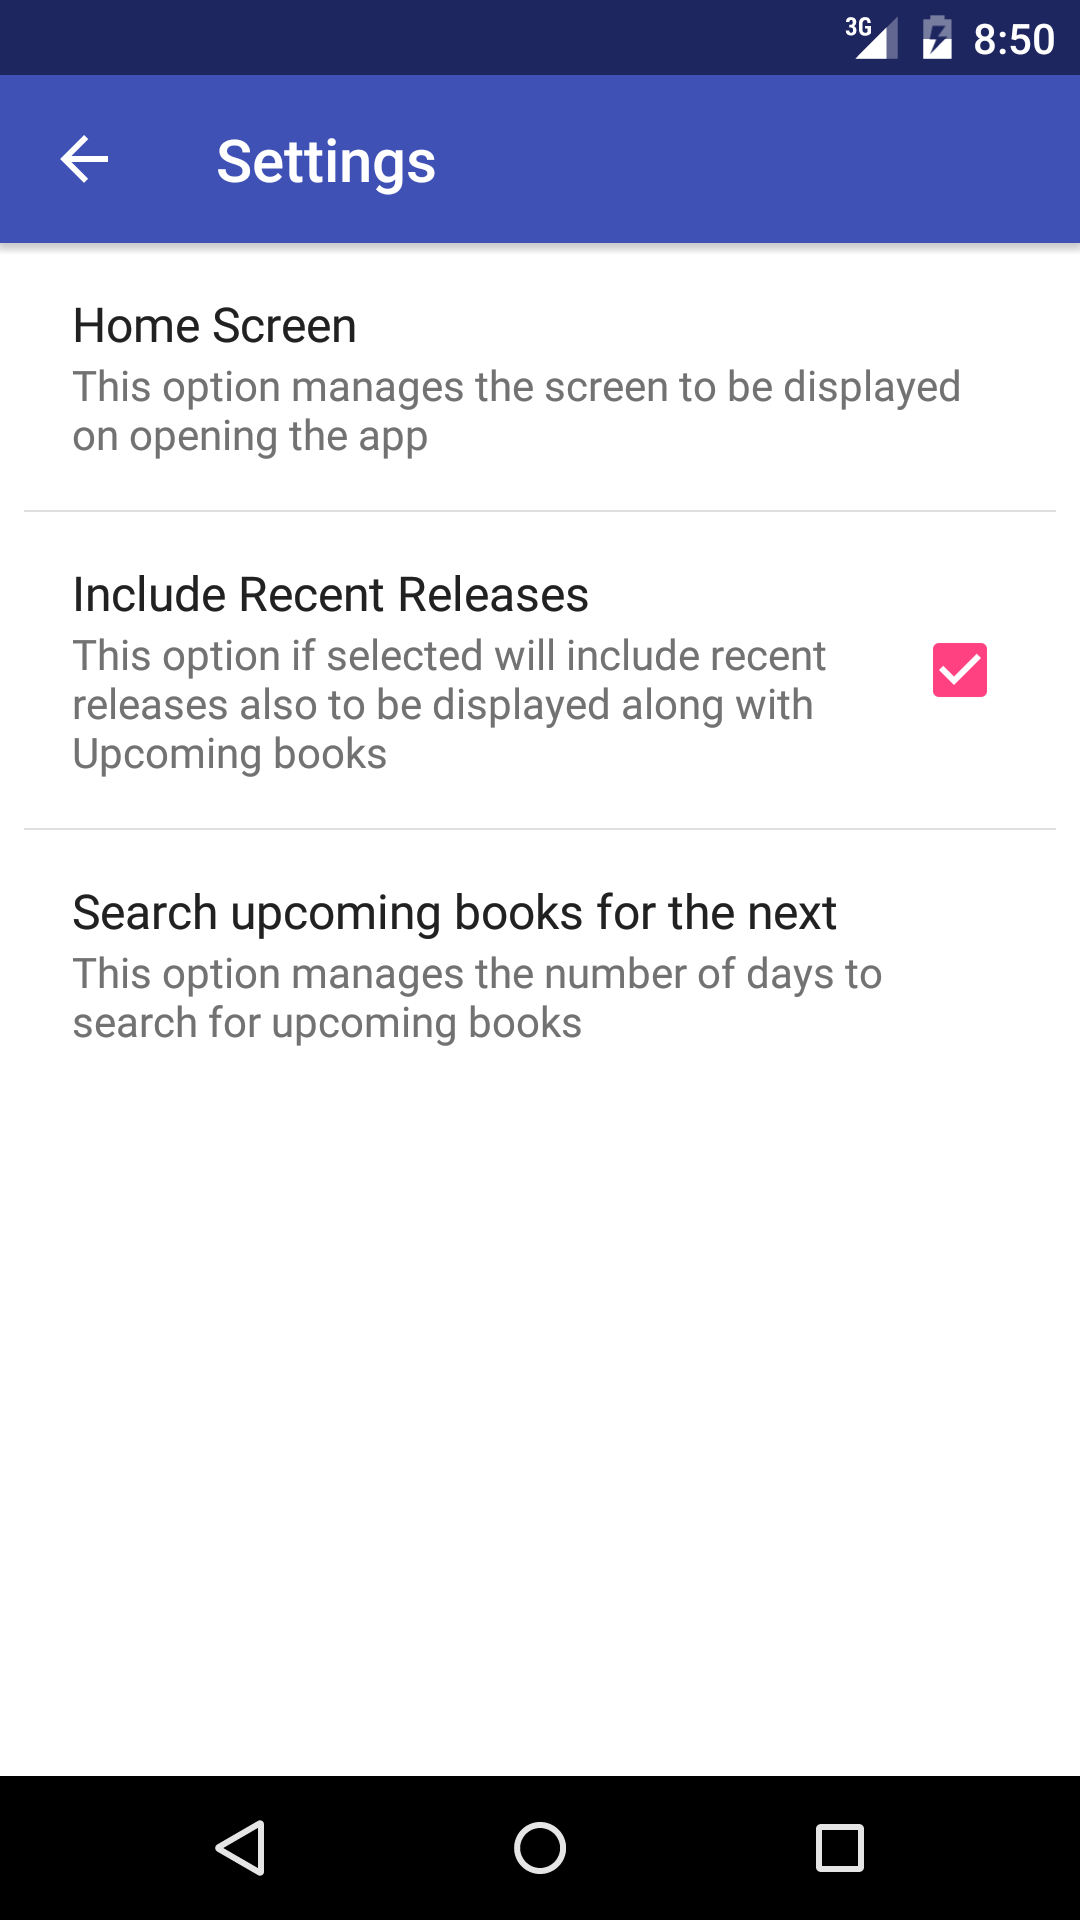 3G 8:50
Settings
Home Screen
This option manages the screen to be displayed
on opening the app
Include Recent Releases
This option if selected will include recent
releases also to be displayed along with
Upcoming books
Search upcoming books for the next
This option manages the number of days to
search for upcoming books